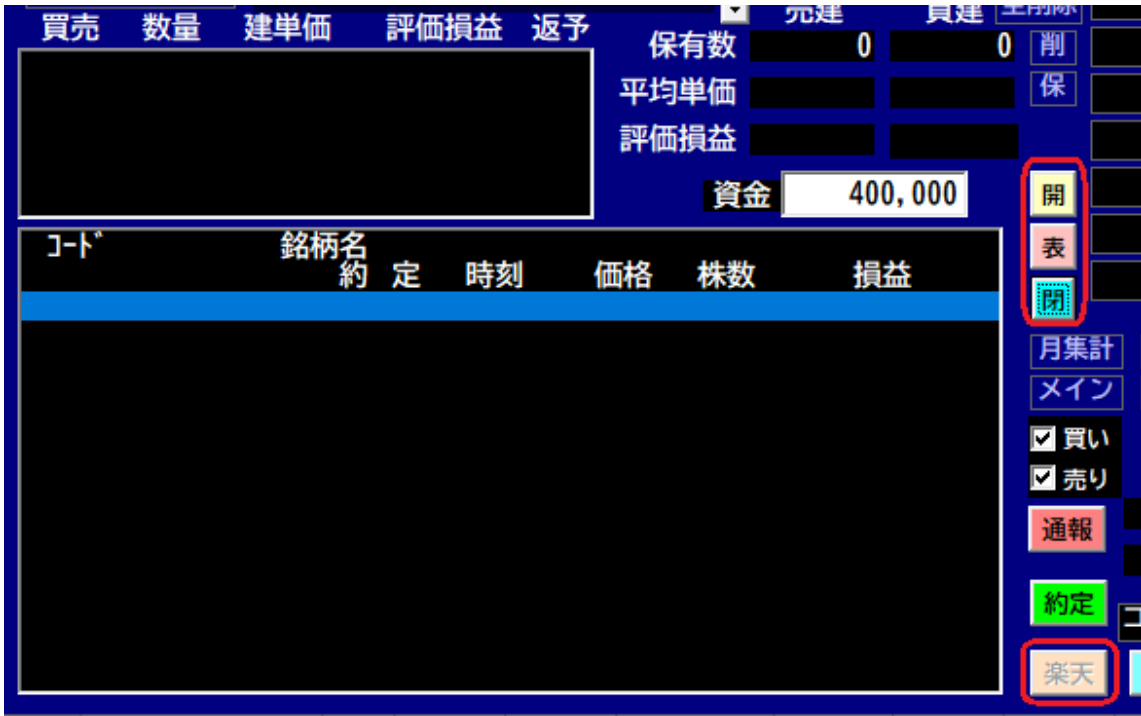 売建 買建 全削除
買売 数量 建単価 評価損益 返予
保有数 0 0 削
平均単価 保
評価損益
資金 400,000 開
表
閉
ｺｰﾄﾞ 銘柄名
約 定 時刻 価格 株数 損益
月集計
メイン
買い
売り
通報
約定
楽天